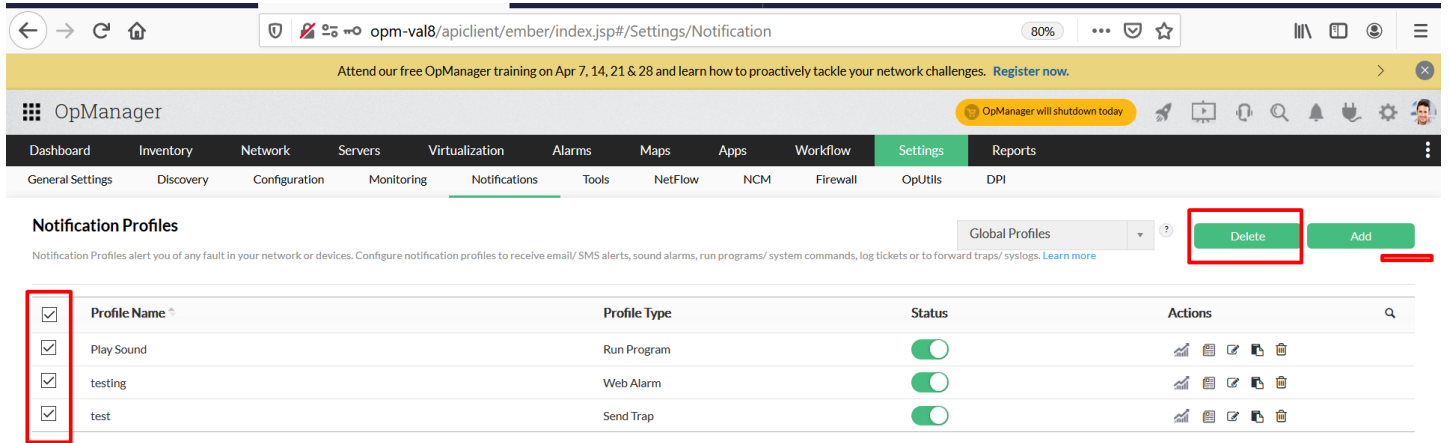 opm-val8/apiclient/ember/index.jsp#/Settings/Notification 80%
Attend our free OpManager training on Apr 7, 14, 21 & 28 and learn how to proactively tackle your network challenges. Register now.
OpManager OpManager will shutdown today
Dashboard Inventory Network Servers Virtualization Alarms Maps Apps Workflow Settings Reports
General Settings Discovery Configuration Monitoring Notifications Tools NetFlow NCM Firewall OpUtils DPI
Notification Profiles Global Profiles ? Delete Add
Notification Profiles alert you of any fault in your network or devices. Configure notification profiles to receive email/ SMS alerts, sound alarms, run programs/ system commands, log tickets or to forward traps/ syslogs. Learn more
Profile Name Profile Type Status Actions
Play Sound Run Program
testing Web Alarm
test Send Trap